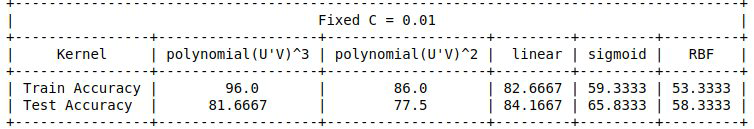 Fixed C = 0.01
Kernel | polynomial(U'V)^3 | polynomial(U'V)^2 | linear | sigmoid | RBF
Train Accuracy | 96.0 | 86.0 | 82.6667 | 59.3333 | 53.3333
Test Accuracy | 81.6667 | 77.5 | 84.1667 | 65.8333 | 58.3333